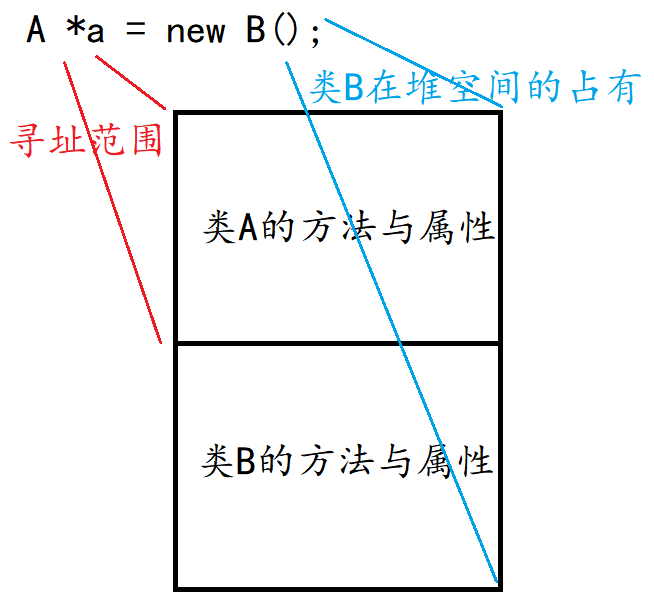 A *a = new B();
类B在堆空间的占有
寻址范围
类A的方法与属性
类B的方法与属性